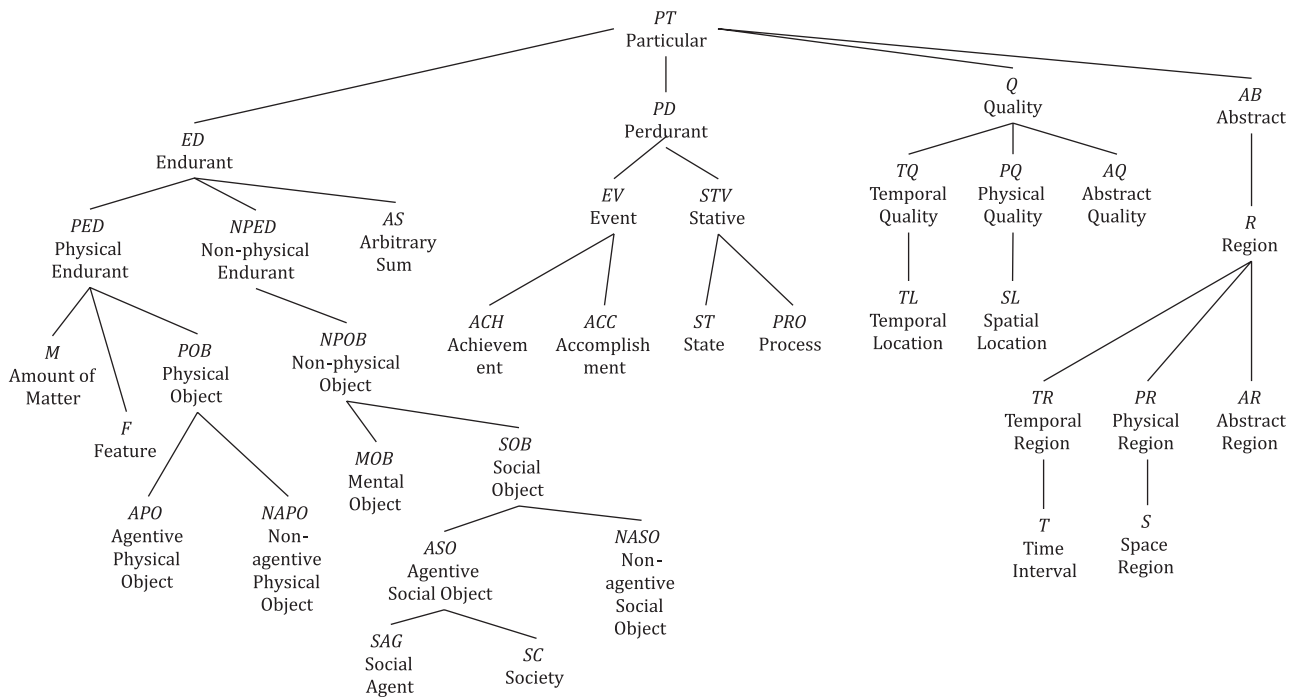 PT
Particular
Q
Quality
AB
Abstract
PD
Perdurant
ED
Endurant
TQ
Temporal
Quality
PQ
Physical
Quality
AQ
Abstract
Quality
EV
Event
STV
Stative
PED
Physical
Endurant
NPED
Non-physical
Endurant
AS
Arbitrary
Sum
R
Region
TL
Temporal
Location
SL
Spatial
Location
ACH
Achievem
ent
ACC
Accomplish
ment
ST
State
PRO
Process
M
Amount of
Matter
POB
Physical
Object
NPOB
Non-physical
Object
F
Feature
TR
Temporal
Region
PR
Physical
Region
AR
Abstract
Region
MOB
Mental
Object
SOB
Social
Object
APO
Agentive
Physical
Object
NAPO
Non-
agentive
Physical
Object
ASO
Agentive
Social Object
NASO
Non-
agentive
Social
Object
T
Time
Interval
S
Space
Region
SAG
Social
Agent
SC
Society